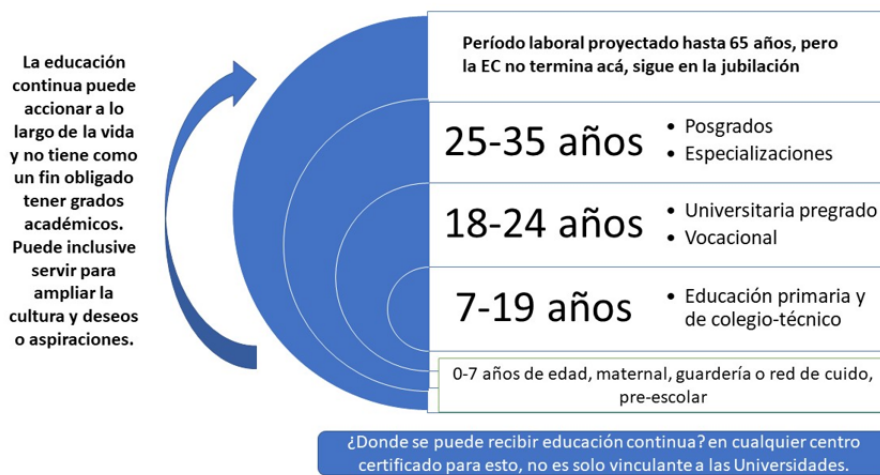 La educación
continua puede
accionar a lo
largo de la vida
y no tiene como
un fin obligado
tener grados
académicos.
Puede inclusive
servir para
ampliar la
cultura y deseos
o aspiraciones.
Período laboral proyectado hasta 65 años, pero
la EC no termina acá, sigue en la jubilación
25-35 años
• Posgrados
• Especializaciones
18-24 años
• Universitaria pregrado
• Vocacional
7-19 años
• Educación primaria y
de colegio-técnico
0-7 años de edad, maternal, guardería o red de cuido,
pre-escolar
¿Donde se puede recibir educación continua? en cualquier centro
certificado para esto, no es solo vinculante a las Universidades.